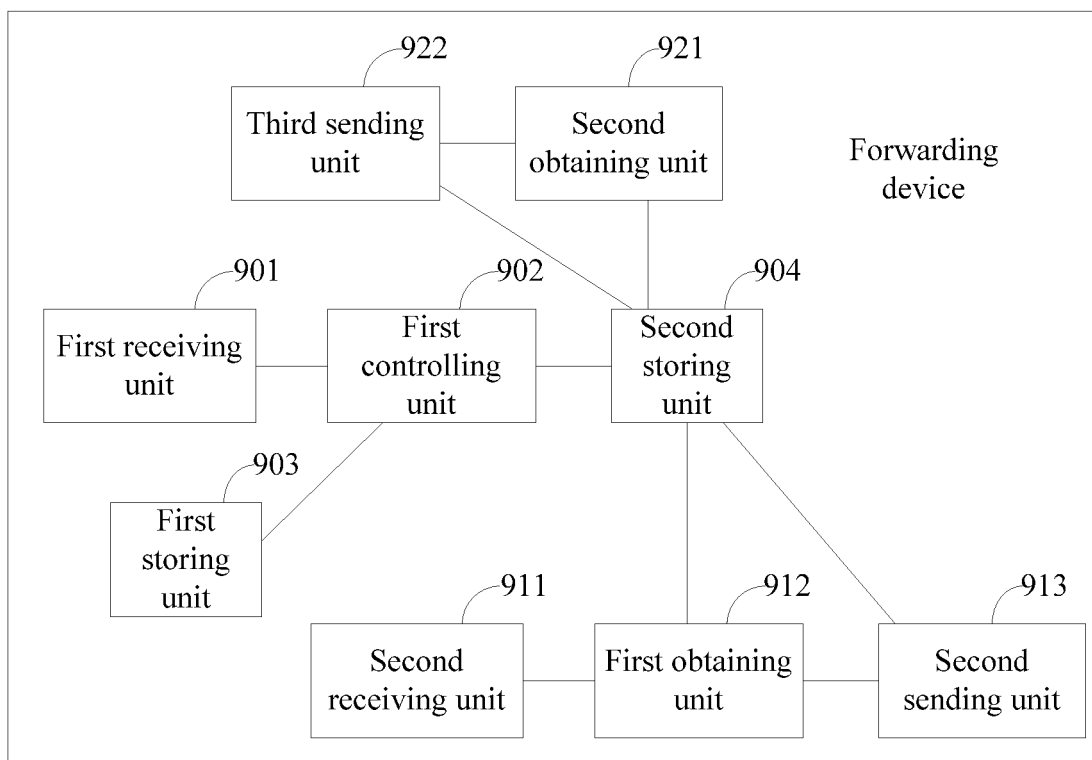 922
921
Third sending
unit
Second
obtaining unit
Forwarding
device
901
902
904
First receiving
unit
First
controlling
unit
Second
storing
unit
903
First
storing
unit
911
912
913
Second
receiving unit
First obtaining
unit
Second
sending unit